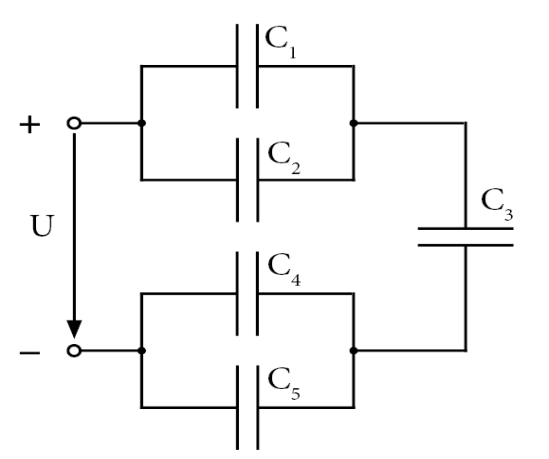 C₁
+
C₂
C₃
U
C₄
−
C₅